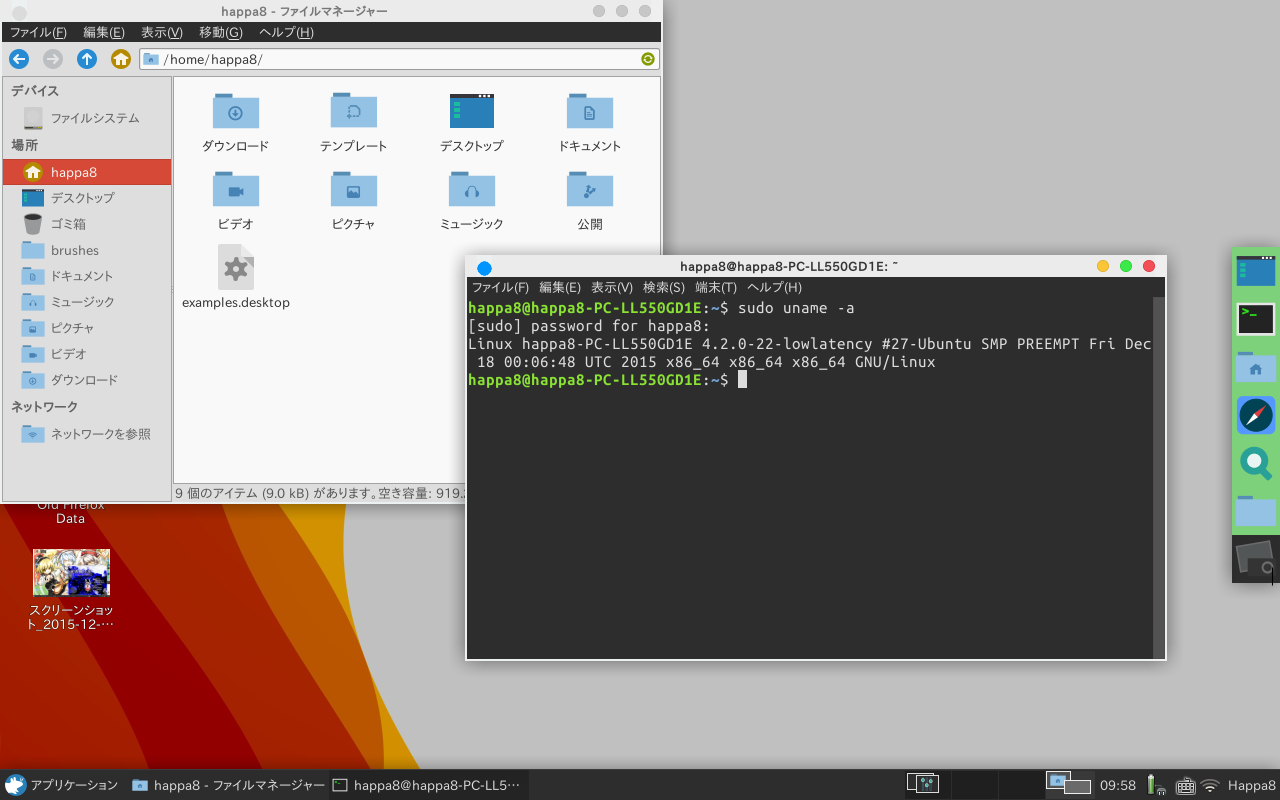 happa8 - ファイルマネージャー
ファイル(F) 編集(E) 表示(V) 移動(G) ヘルプ(H)
/home/happa8/
デバイス
ファイルシステム
場所
happa8
デスクトップ
ゴミ箱
brushes
ドキュメント
ミュージック
ピクチャ
ビデオ
ダウンロード
ネットワーク
ネットワークを参照
ダウンロード テンプレート デスクトップ ドキュメント
ビデオ ピクチャ ミュージック 公開
examples.desktop
9 個のアイテム (9.0 kB) があります。空き容量: 919.
happa8@happa8-PC-LL550GD1E: ~
ファイル(F) 編集(E) 表示(V) 検索(S) 端末(T) ヘルプ(H)
happa8@happa8-PC-LL550GD1E:~$ sudo uname -a
[sudo] password for happa8:
Linux happa8-PC-LL550GD1E 4.2.0-22-lowlatency #27-Ubuntu SMP PREEMPT Fri Dec
18 00:06:48 UTC 2015 x86_64 x86_64 x86_64 GNU/Linux
happa8@happa8-PC-LL550GD1E:~$
Old Firefox
Data
スクリーンショッ
ト_2015-12-…
アプリケーション happa8 - ファイルマネージャー happa8@happa8-PC-LL5… 09:58 Happa8